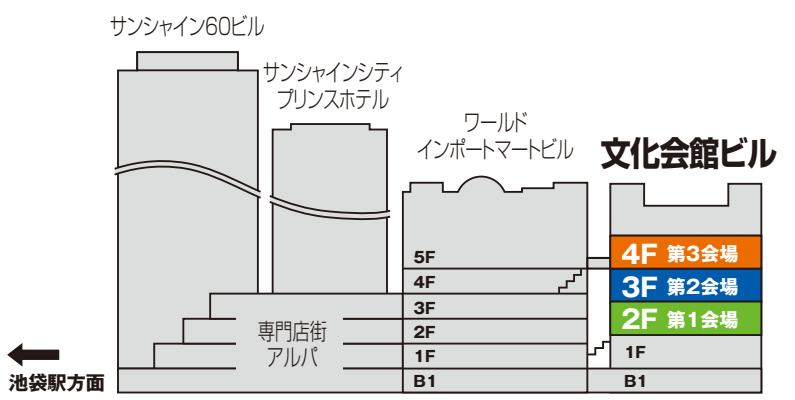 サンシャイン60ビル
サンシャインシティ
プリンスホテル
ワールド
インポートマートビル
文化会館ビル
5F
4F
3F
2F
1F
B1
4F 第3会場
3F 第2会場
2F 第1会場
1F
B1
専門店街
アルパ
池袋駅方面